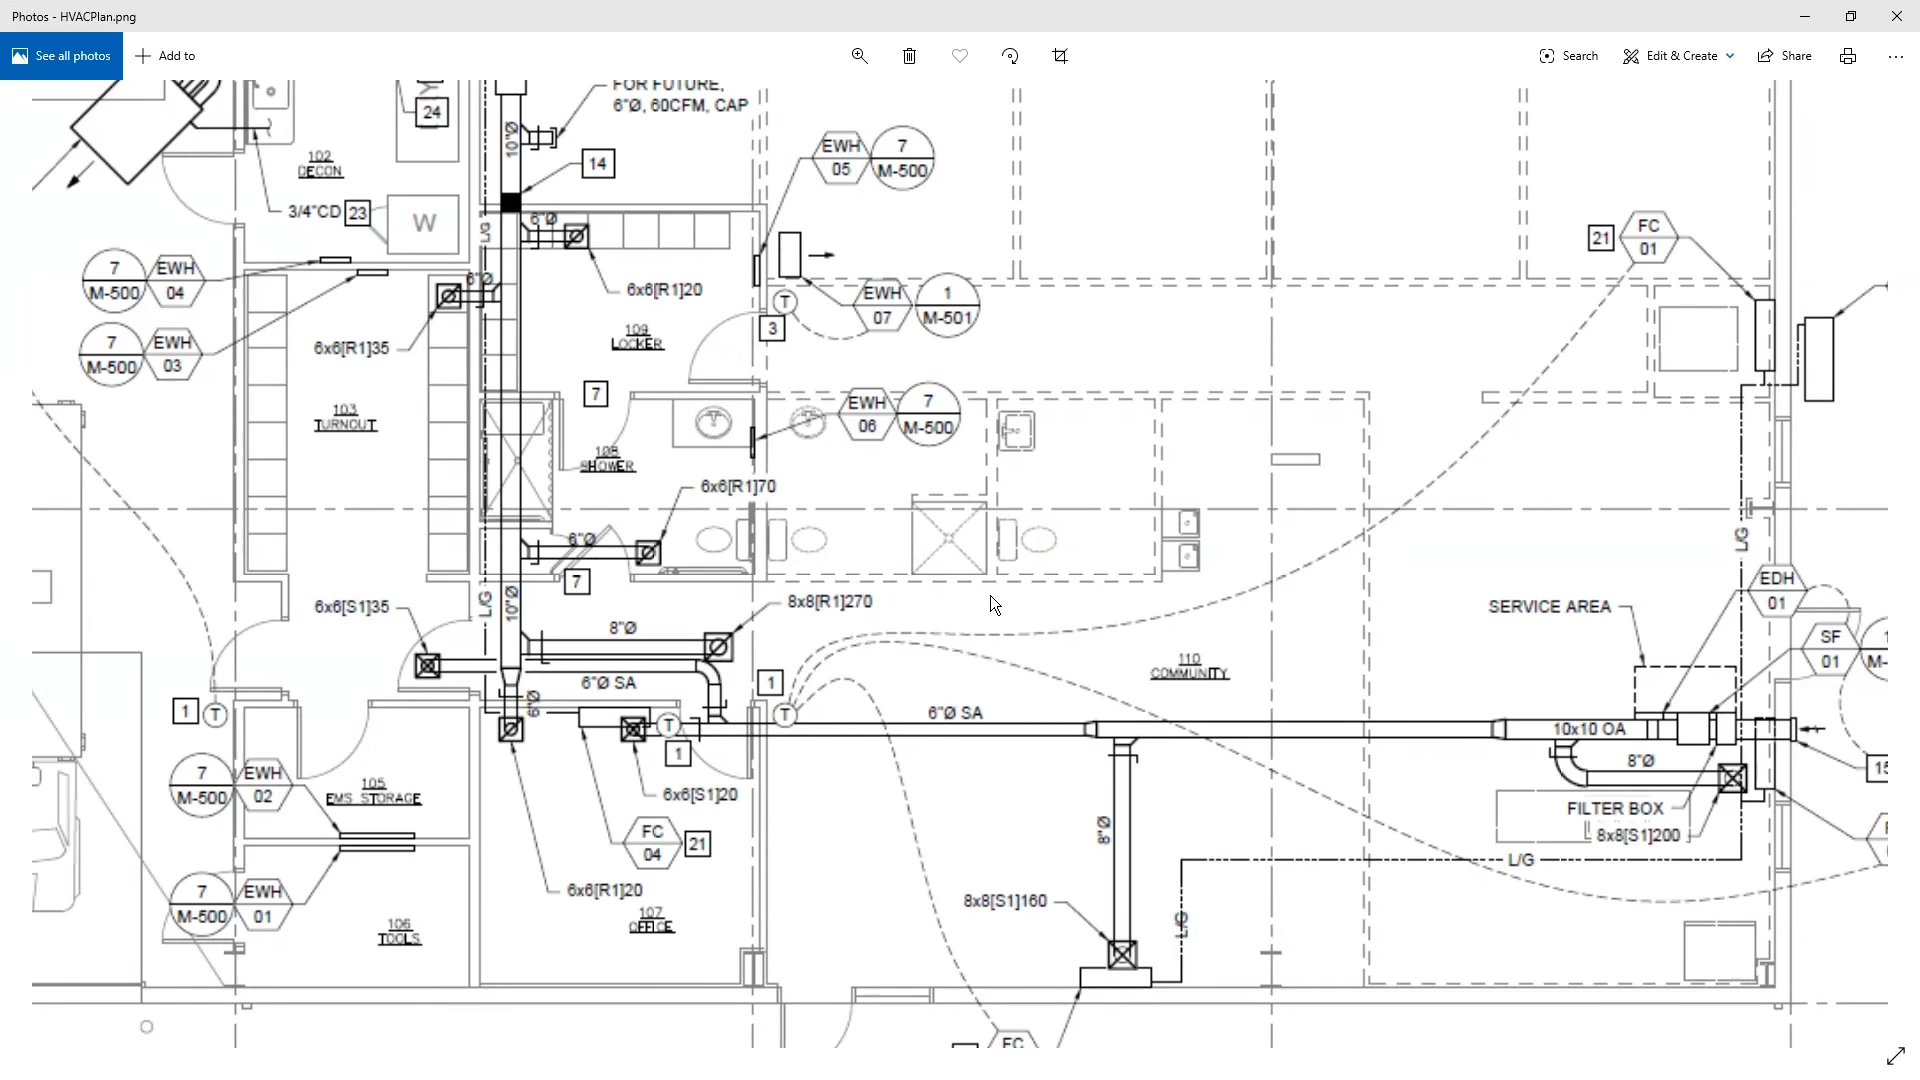 Photos - HVACPlan.png
See all photos
Add to
Search
Edit & Create
Share
FOR FUTURE,
6"Ø, 60CFM, CAP
24
10"Ø
14
102
DECON
3/4"CD
23
W
EWH
05
7
M-500
L/G
6"Ø
21
FC
01
7
M-500
EWH
04
6"Ø
6x6[R1]20
T
3
EWH
07
1
M-501
7
M-500
EWH
03
6x6[R1]35
109
LOCKER
7
103
TURNOUT
EWH
06
7
M-500
108
SHOWER
6x6[R1]70
6"Ø
7
L/G
10"Ø
6x6[S1]35
8x8[R1]270
8"Ø
L/G
EDH
01
SERVICE AREA
SF
01
110
COMMUNITY
6"Ø SA
6"Ø
1
T
1
T
T
1
6"Ø SA
10x10 OA
8"Ø
15
7
M-500
EWH
02
105
EMS STORAGE
6x6[S1]20
FC
04
21
FILTER BOX
8x8[S1]200
8"Ø
L/G
7
M-500
EWH
01
6x6[R1]20
107
OFFICE
106
TOOLS
8x8[S1]160
L/G
FC